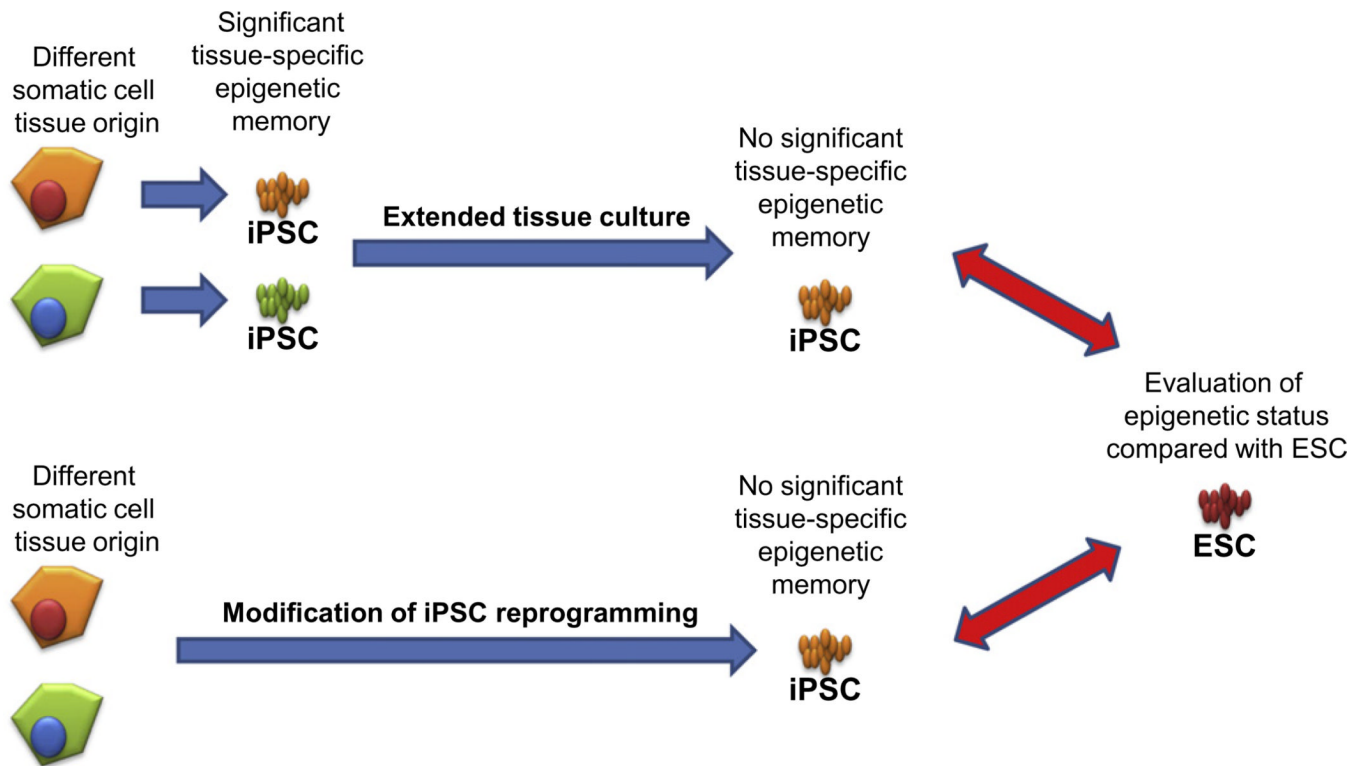 Different
somatic cell
tissue origin
Significant
tissue-specific
epigenetic
memory
iPSC
iPSC
Extended tissue culture
No significant
tissue-specific
epigenetic
memory
iPSC
Evaluation of
epigenetic status
compared with ESC
ESC
Different
somatic cell
tissue origin
Modification of iPSC reprogramming
No significant
tissue-specific
epigenetic
memory
iPSC